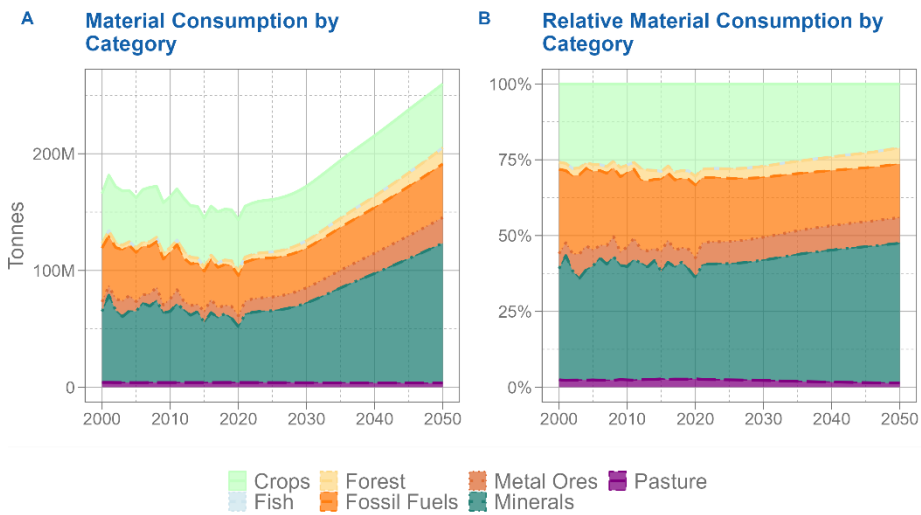 A
Material Consumption by
Category
B
Relative Material Consumption by
Category
Tonnes
200M
100M
0
2000 2010 2020 2030 2040 2050
100%
75%
50%
25%
0%
2000 2010 2020 2030 2040 2050
Crops Forest Metal Ores Pasture
Fish Fossil Fuels Minerals